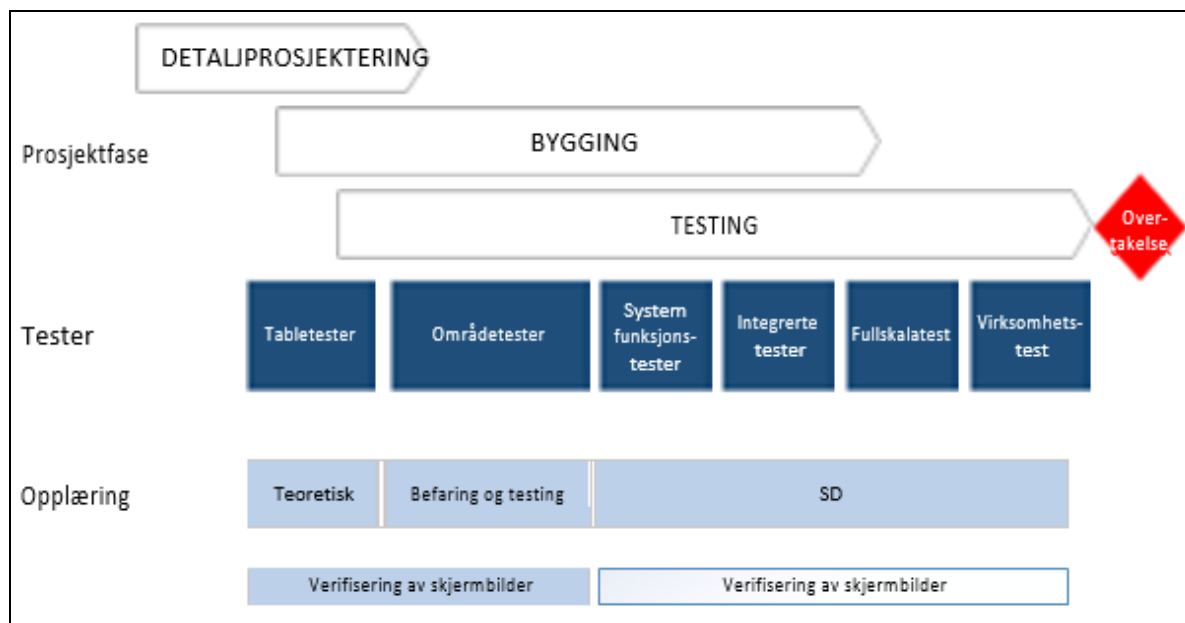 DETALJPROSJEKTERING
Prosjektfase
BYGGING
TESTING
Over-
takelse
Tester
Tabletester
Områdetester
System
funksjons-
tester
Integrerte
tester
Fullskalatest
Virksomhets-
test
Opplæring
Teoretisk
Befaring og testing
SD
Verifisering av skjermbilder
Verifisering av skjermbilder